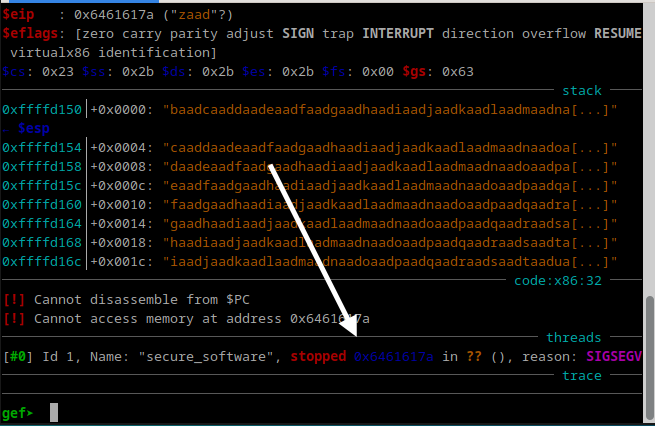 $eip : 0x6461617a ("zaad"?)
$eflags: [zero carry parity adjust SIGN trap INTERRUPT direction overflow RESUME
virtualx86 identification]
$cs: 0x23 $ss: 0x2b $ds: 0x2b $es: 0x2b $fs: 0x00 $gs: 0x63
stack
0xffffd150│+0x0000: "baadcaaddaadeaadfaadgaadhaadiaadjaadkaadlaadmaadna[...]"
← $esp
0xffffd154│+0x0004: "caaddaadeaadfaadgaadhaadiaadjaadkaadlaadmaadnaadoa[...]"
0xffffd158│+0x0008: "daadeaadfaadgaadhaadiaadjaadkaadlaadmaadnaadoaadpa[...]"
0xffffd15c│+0x000c: "eaadfaadgaadhaadiaadjaadkaadlaadmaadnaadoaadpaadqa[...]"
0xffffd160│+0x0010: "faadgaadhaadiaadjaadkaadlaadmaadnaadoaadpaadqaadra[...]"
0xffffd164│+0x0014: "gaadhaadiaadjaadkaadlaadmaadnaadoaadpaadqaadraadsa[...]"
0xffffd168│+0x0018: "haadiaadjaadkaadlaadmaadnaadoaadpaadqaadraadsaadta[...]"
0xffffd16c│+0x001c: "iaadjaadkaadlaadmaadnaadoaadpaadqaadraadsaadtaadua[...]"
code:x86:32
[!] Cannot disassemble from $PC
[!] Cannot access memory at address 0x6461617a
threads
[#0] Id 1, Name: "secure_software", stopped 0x6461617a in ?? (), reason: SIGSEGV
trace
gef➤